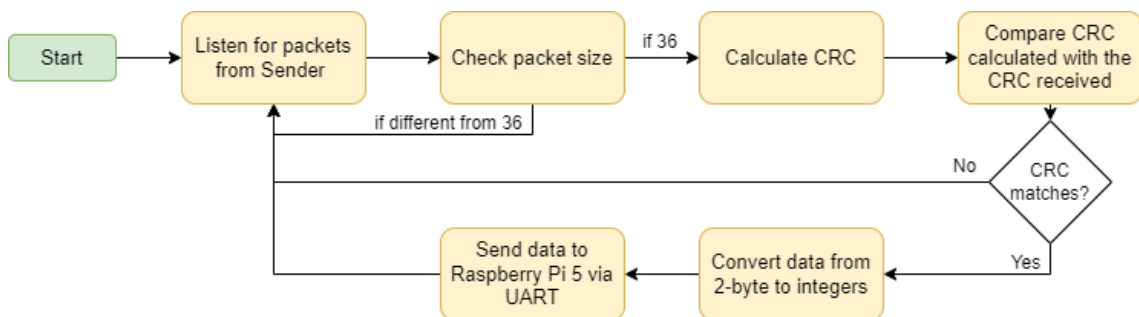 Start
Listen for packets
from Sender
Check packet size
if 36
Calculate CRC
Compare CRC
calculated with the
CRC received
if different from 36
No
CRC
matches?
Yes
Convert data from
2-byte to integers
Send data to
Raspberry Pi 5 via
UART